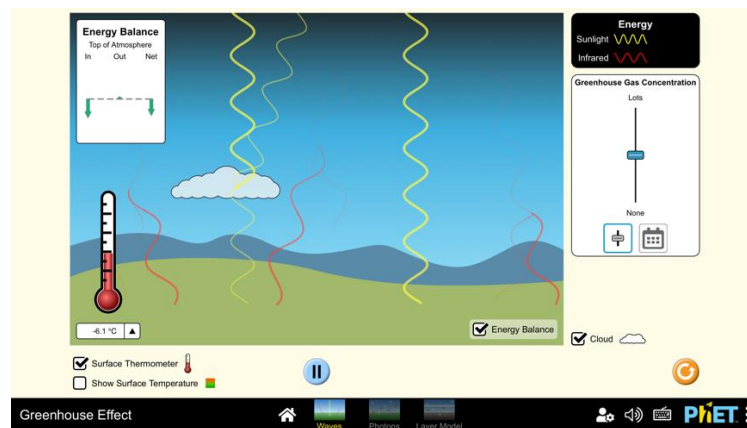 Energy Balance
Top of Atmosphere
In Out Net
-6.1 °C
Energy Balance
Energy
Sunlight
Infrared
Greenhouse Gas Concentration
Lots
None
Cloud
Surface Thermometer
Show Surface Temperature
Greenhouse Effect
Waves
Photons
Layer Model
PhET